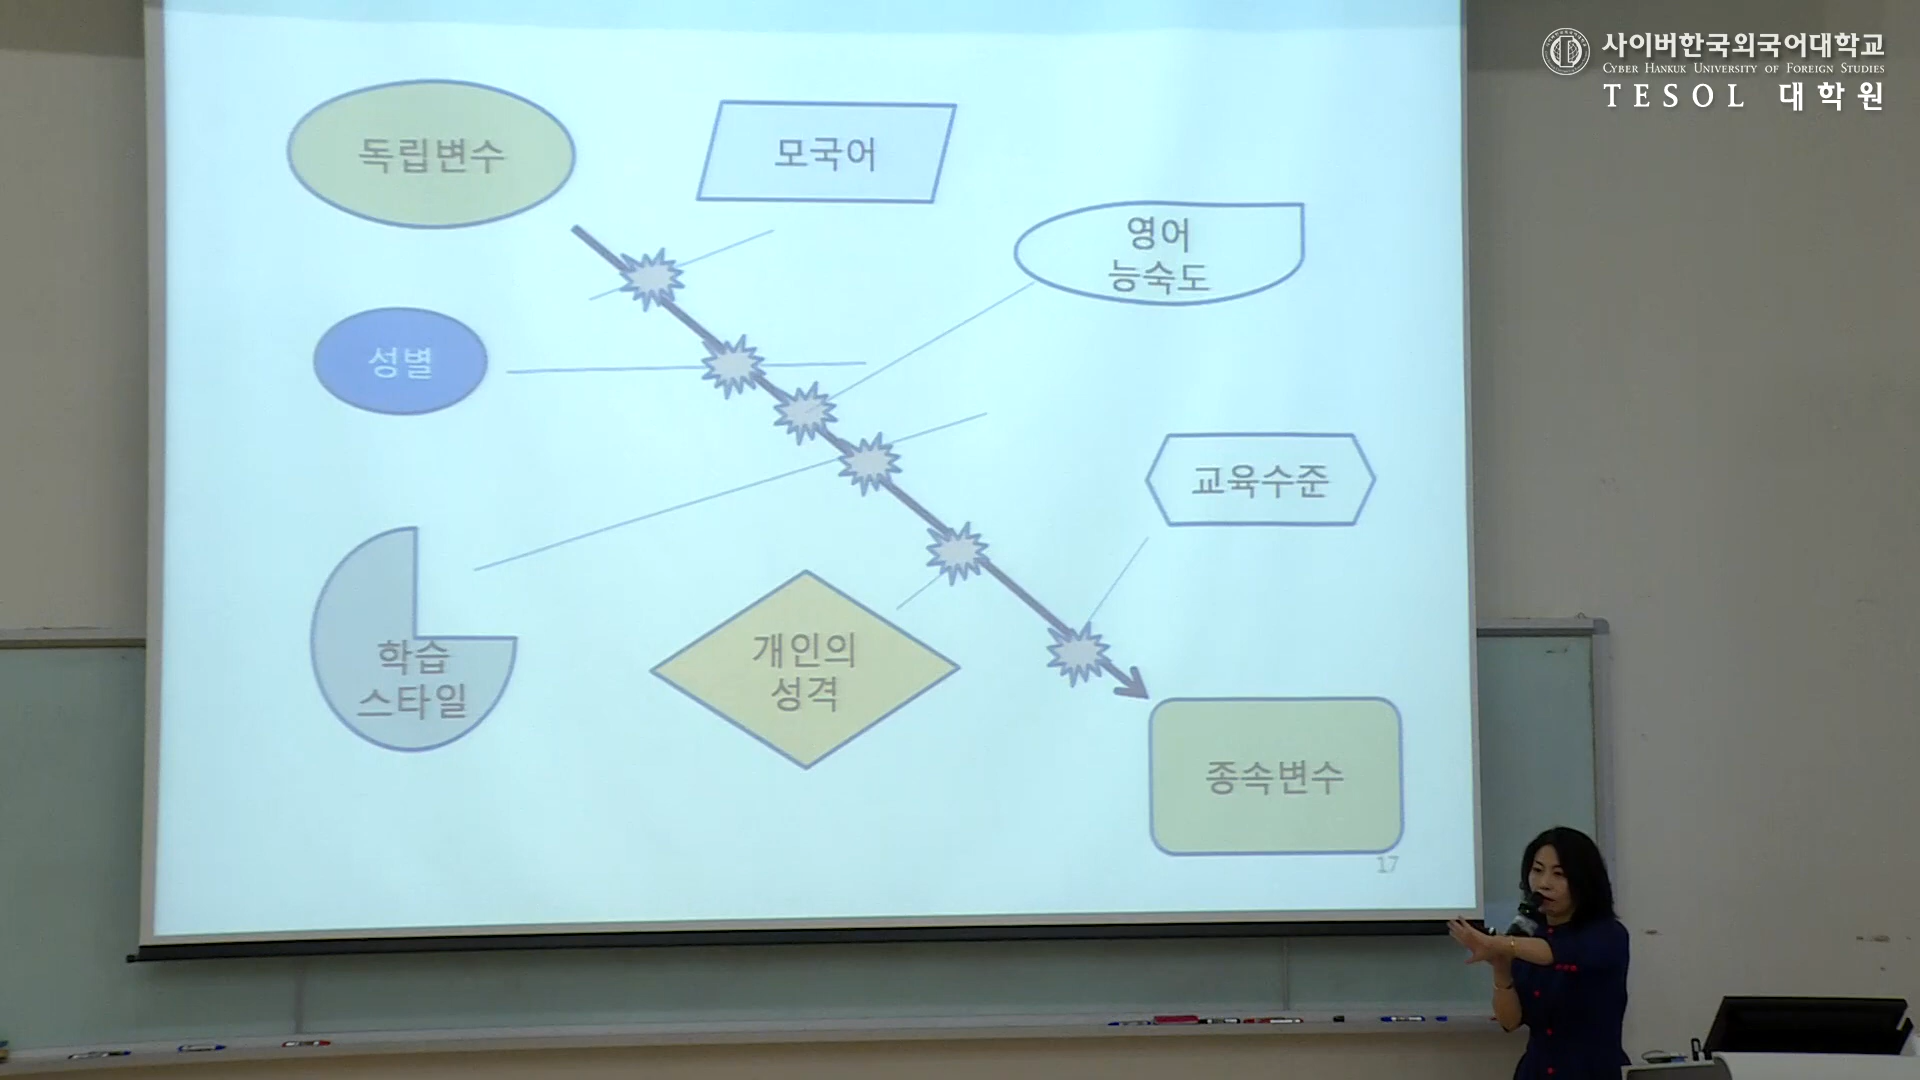 사이버한국외국어대학교
CYBER HANKUK UNIVERSITY OF FOREIGN STUDIES
TESOL 대학원
독립변수
모국어
영어
능숙도
성별
교육수준
학습
스타일
개인의
성격
종속변수
17